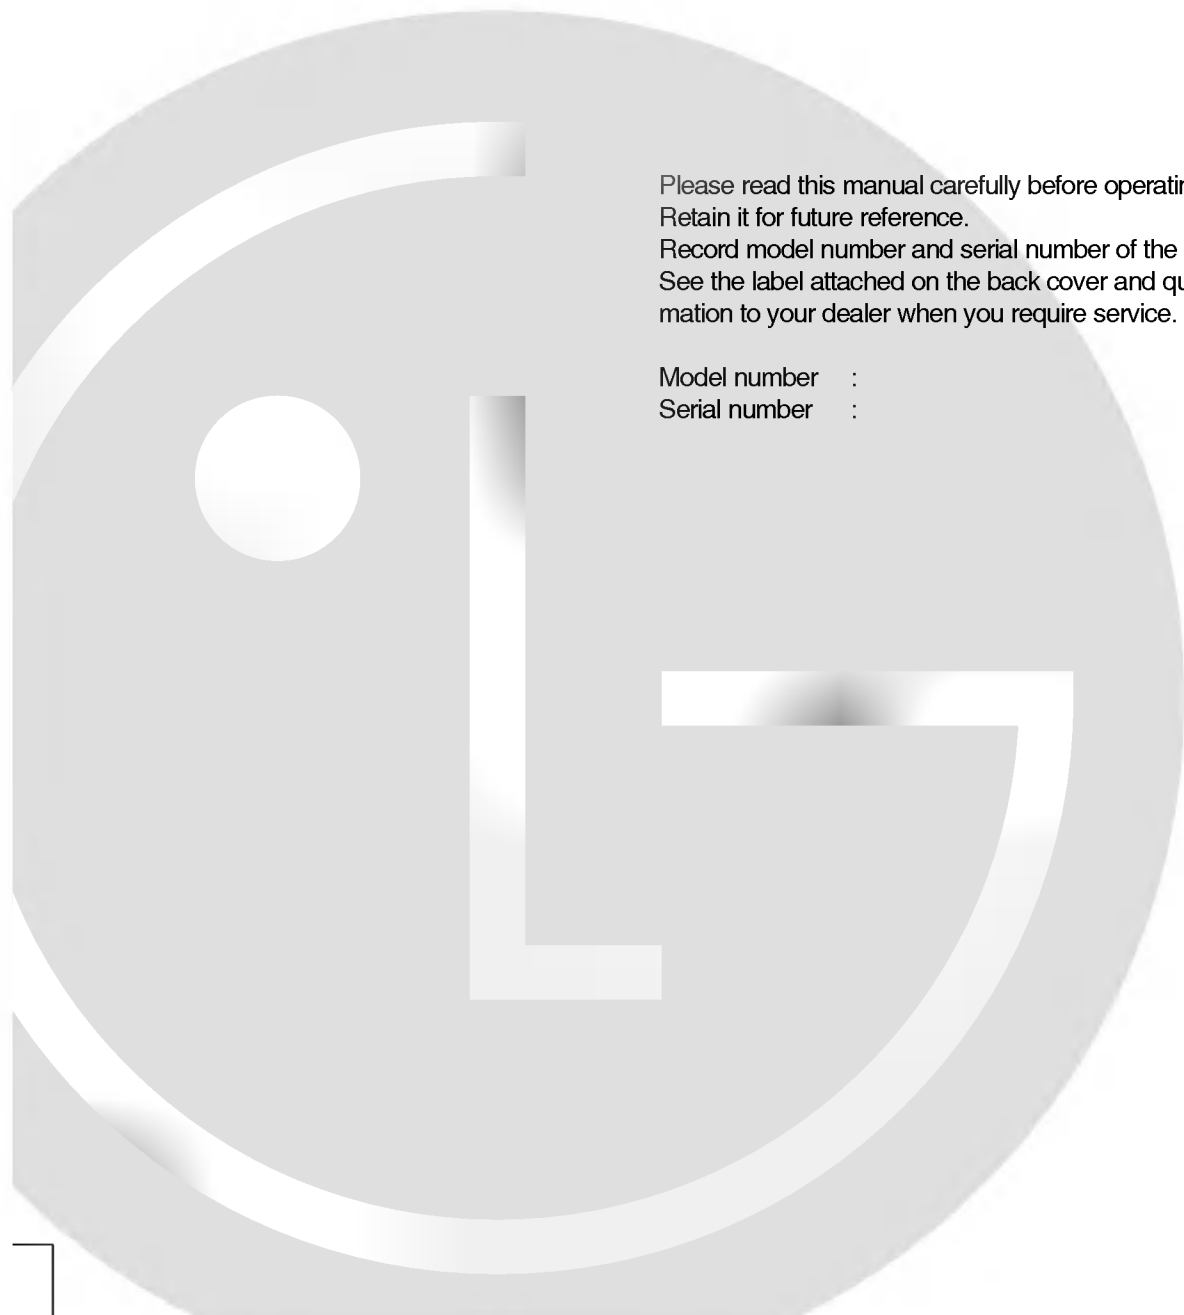 Please read this manual carefully before
Retain it for future reference.
Record model number and serial number of the
See the label attached on the back cover and
mation to your dealer when you require service.
Model number :
Serial number :